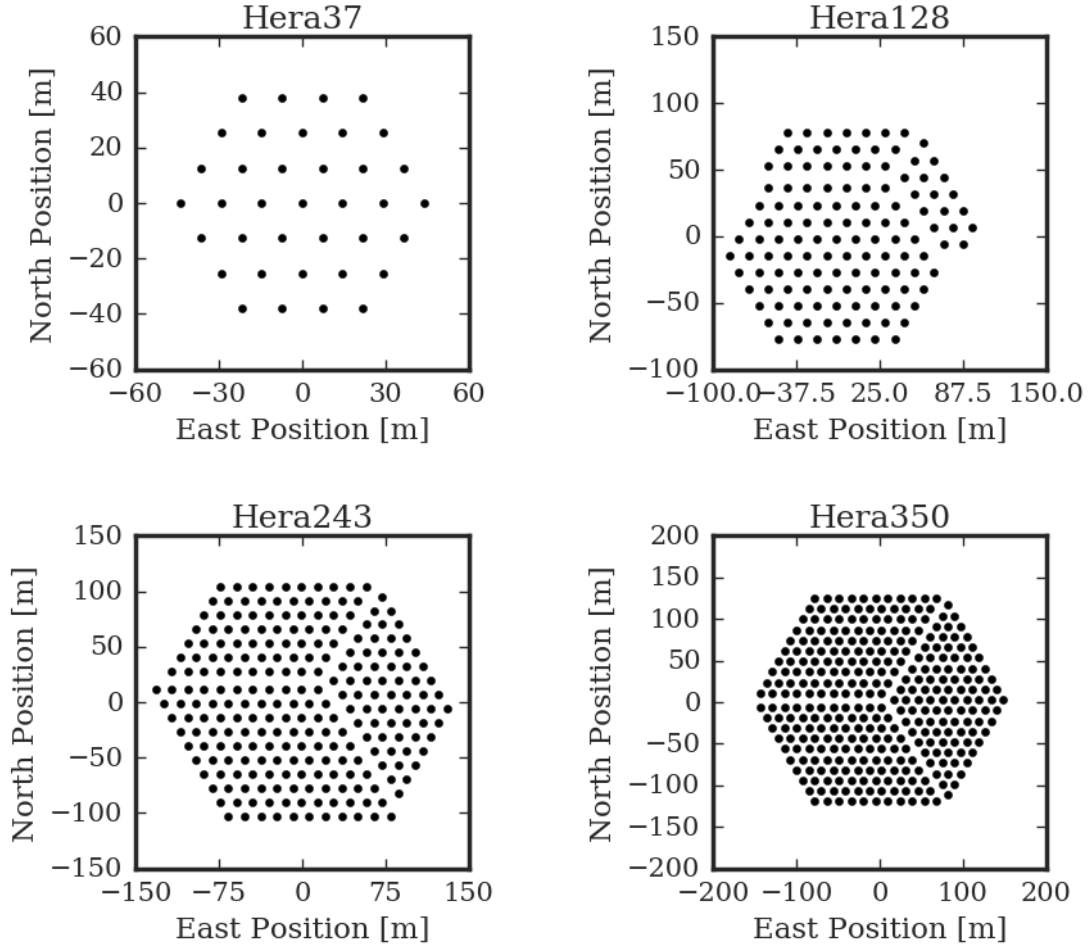 Hera37
60
40
20
0
−20
−40
−60
−60 −30 0 30 60
North Position [m]
East Position [m]
Hera128
150
100
50
0
−50
−100
−100.0 −37.5 25.0 87.5 150.0
North Position [m]
East Position [m]
Hera243
150
100
50
0
−50
−100
−150
−150 −75 0 75 150
North Position [m]
East Position [m]
Hera350
200
150
100
50
0
−50
−100
−150
−200
−200 −100 0 100 200
North Position [m]
East Position [m]